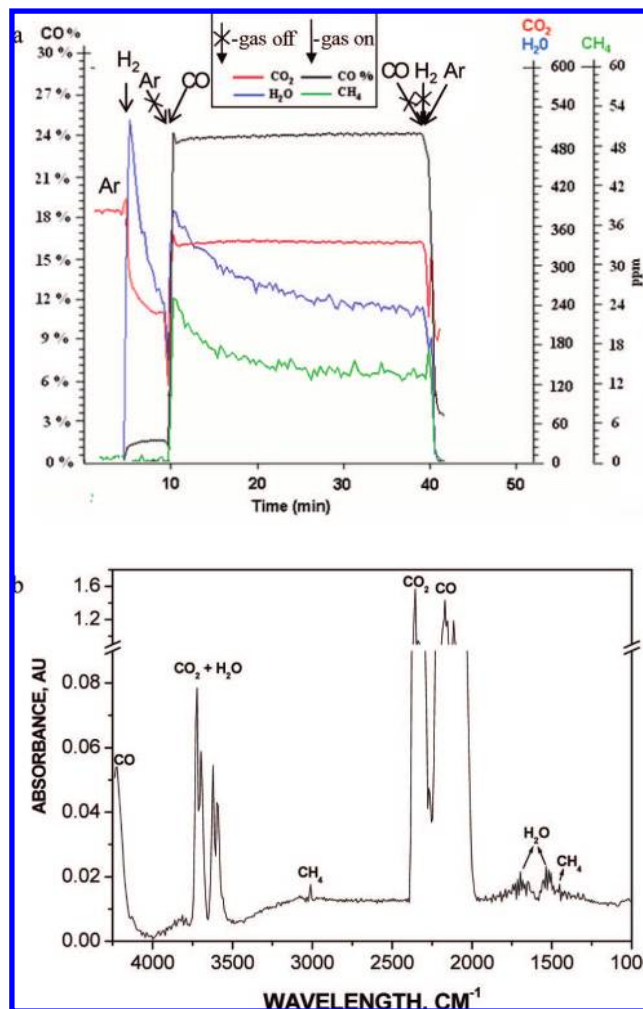 a
CO %
-gas off -gas on
CO₂ CO %
H₂O CH₄
CO₂
H₂0 CH₄
H₂
Ar
CO
CO
H₂ Ar
Ar
30 %
27 %
24 %
21 %
18 %
15 %
12 %
9 %
6 %
3 %
0 %
600
540
480
420
360
300
240
180
120
60
0
60
54
48
42
36
30
24
18
12
6
0
ppm
10 20 30 40 50
Time (min)
b
1.6
1.2
0.08
0.06
0.04
0.02
0.00
ABSORBANCE, AU
CO
CO₂ + H₂O
CH₄
CO₂ CO
H₂O
CH₄
4000 3500 3000 2500 2000 1500 100
WAVELENGTH, CM⁻¹